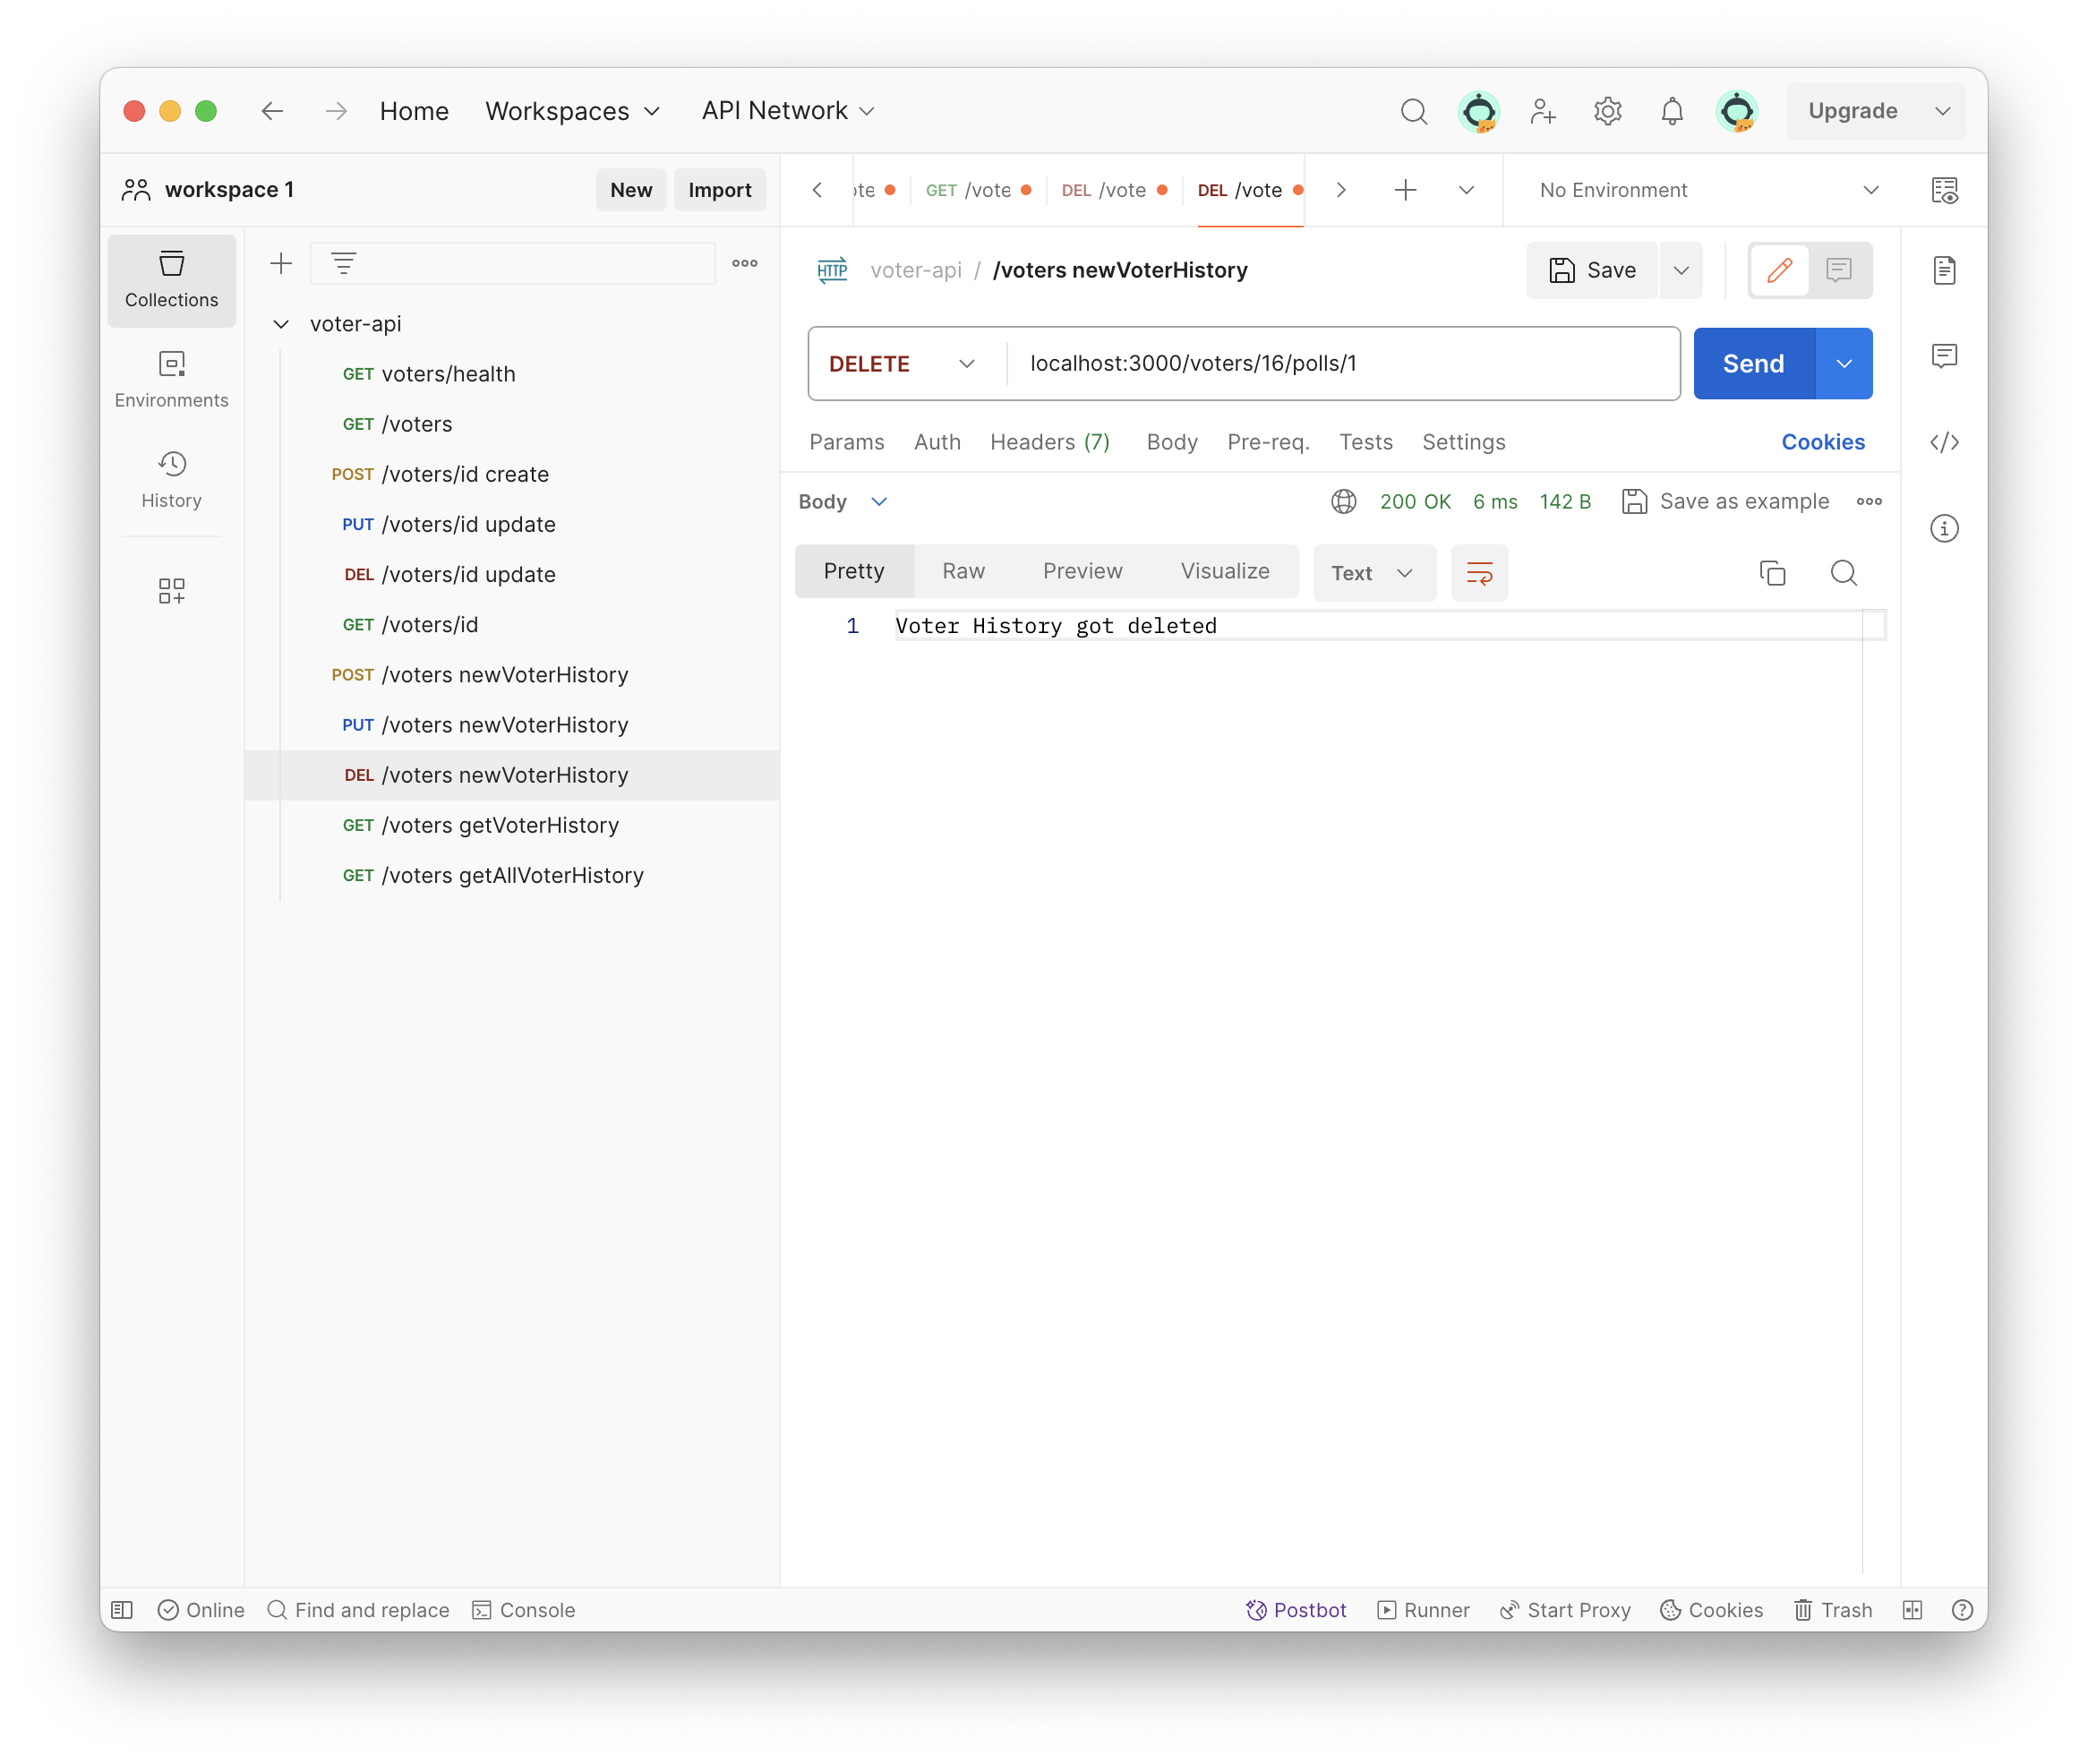 Home Workspaces API Network Upgrade
workspace 1 New Import
GET /vote DEL /vote DEL /vote No Environment
Collections
Environments
History
voter-api
GET voters/health
GET /voters
POST /voters/id create
PUT /voters/id update
DEL /voters/id update
GET /voters/id
POST /voters newVoterHistory
PUT /voters newVoterHistory
DEL /voters newVoterHistory
GET /voters getVoterHistory
GET /voters getAllVoterHistory
HTTP voter-api / /voters newVoterHistory Save
DELETE localhost:3000/voters/16/polls/1 Send
Params Auth Headers (7) Body Pre-req. Tests Settings Cookies
Body 200 OK 6 ms 142 B Save as example
Pretty Raw Preview Visualize Text
1 Voter History got deleted
Online Find and replace Console Postbot Runner Start Proxy Cookies Trash